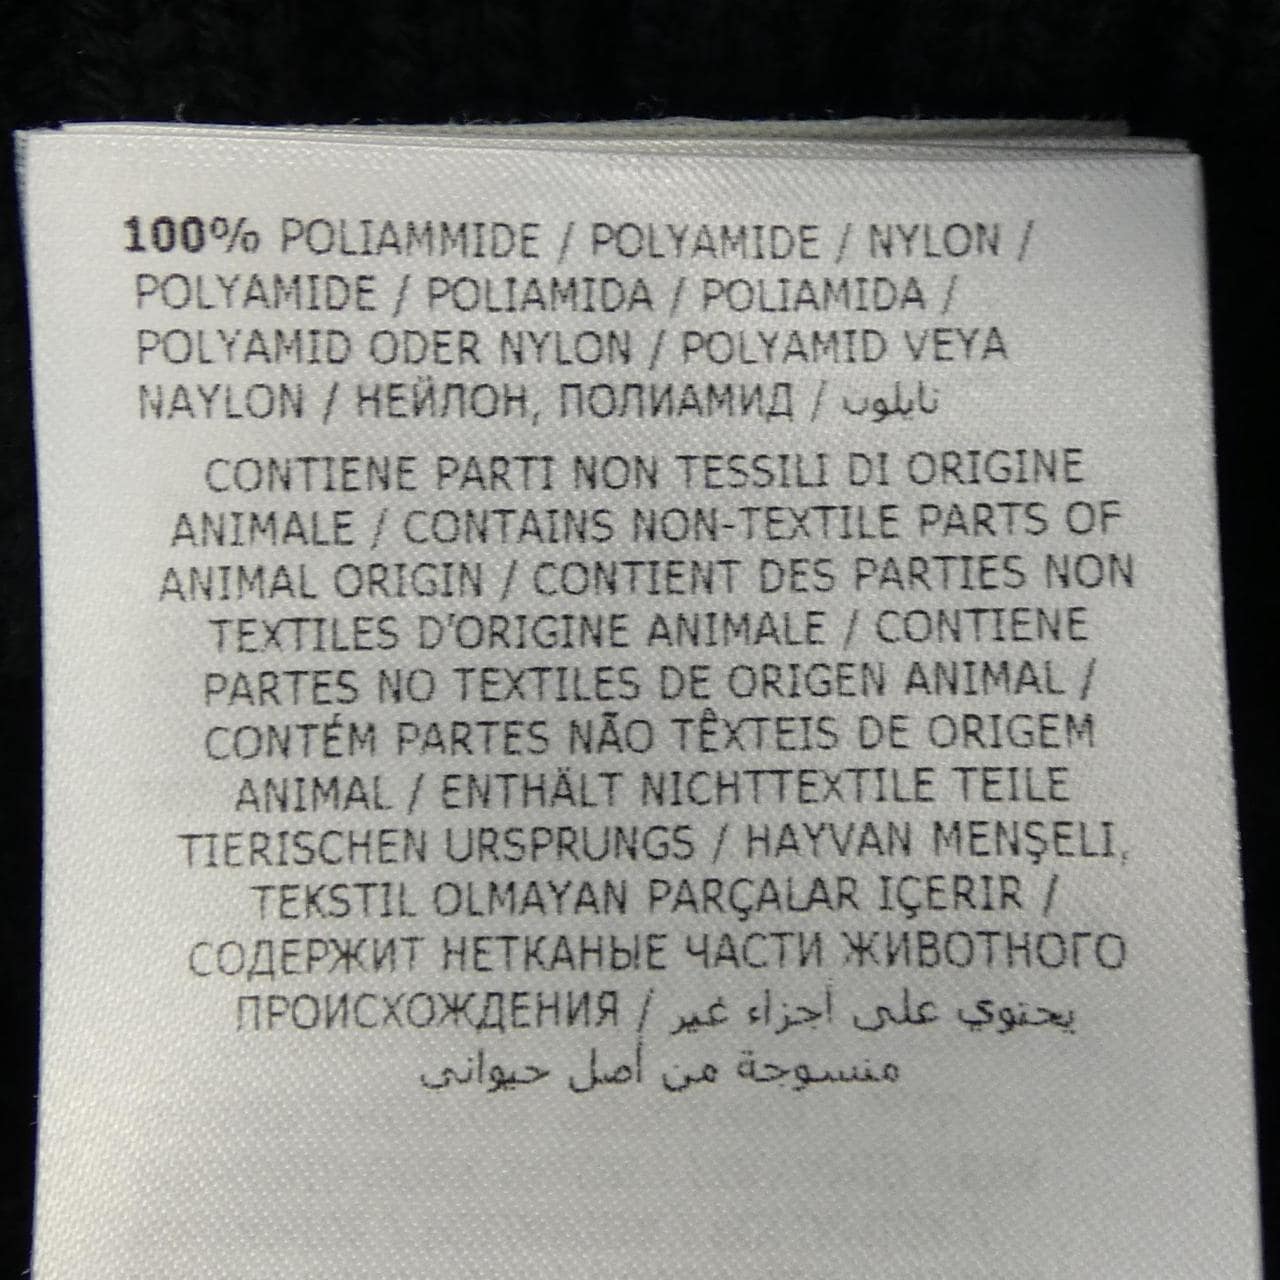 100% POLIAMMIDE / POLYAMIDE / NYLON /
POLYAMIDE / POLIAMIDA / POLIAMIDA /
POLYAMID ODER NYLON / POLYAMID VEYA
NAYLON / НЕЙЛОН, ПОЛИАМИД / نايلون
CONTIENE PARTI NON TESSILI DI ORIGINE
ANIMALE / CONTAINS NON-TEXTILE PARTS OF
ANIMAL ORIGIN / CONTIENT DES PARTIES NON
TEXTILES D'ORIGINE ANIMALE / CONTIENE
PARTES NO TEXTILES DE ORIGEN ANIMAL /
CONTÉM PARTES NÃO TÊXTEIS DE ORIGEM
ANIMAL / ENTHÄLT NICHTTEXTILE TEILE
TIERISCHEN URSPRUNGS / HAYVAN MENŞELI,
TEKSTIL OLMAYAN PARÇALAR IÇERIR /
СОДЕРЖИТ НЕТКАНЫЕ ЧАСТИ ЖИВОТНОГО
ПРОИСХОЖДЕНИЯ / يحتوي على أجزاء غير
منسوجة من أصل حيواني